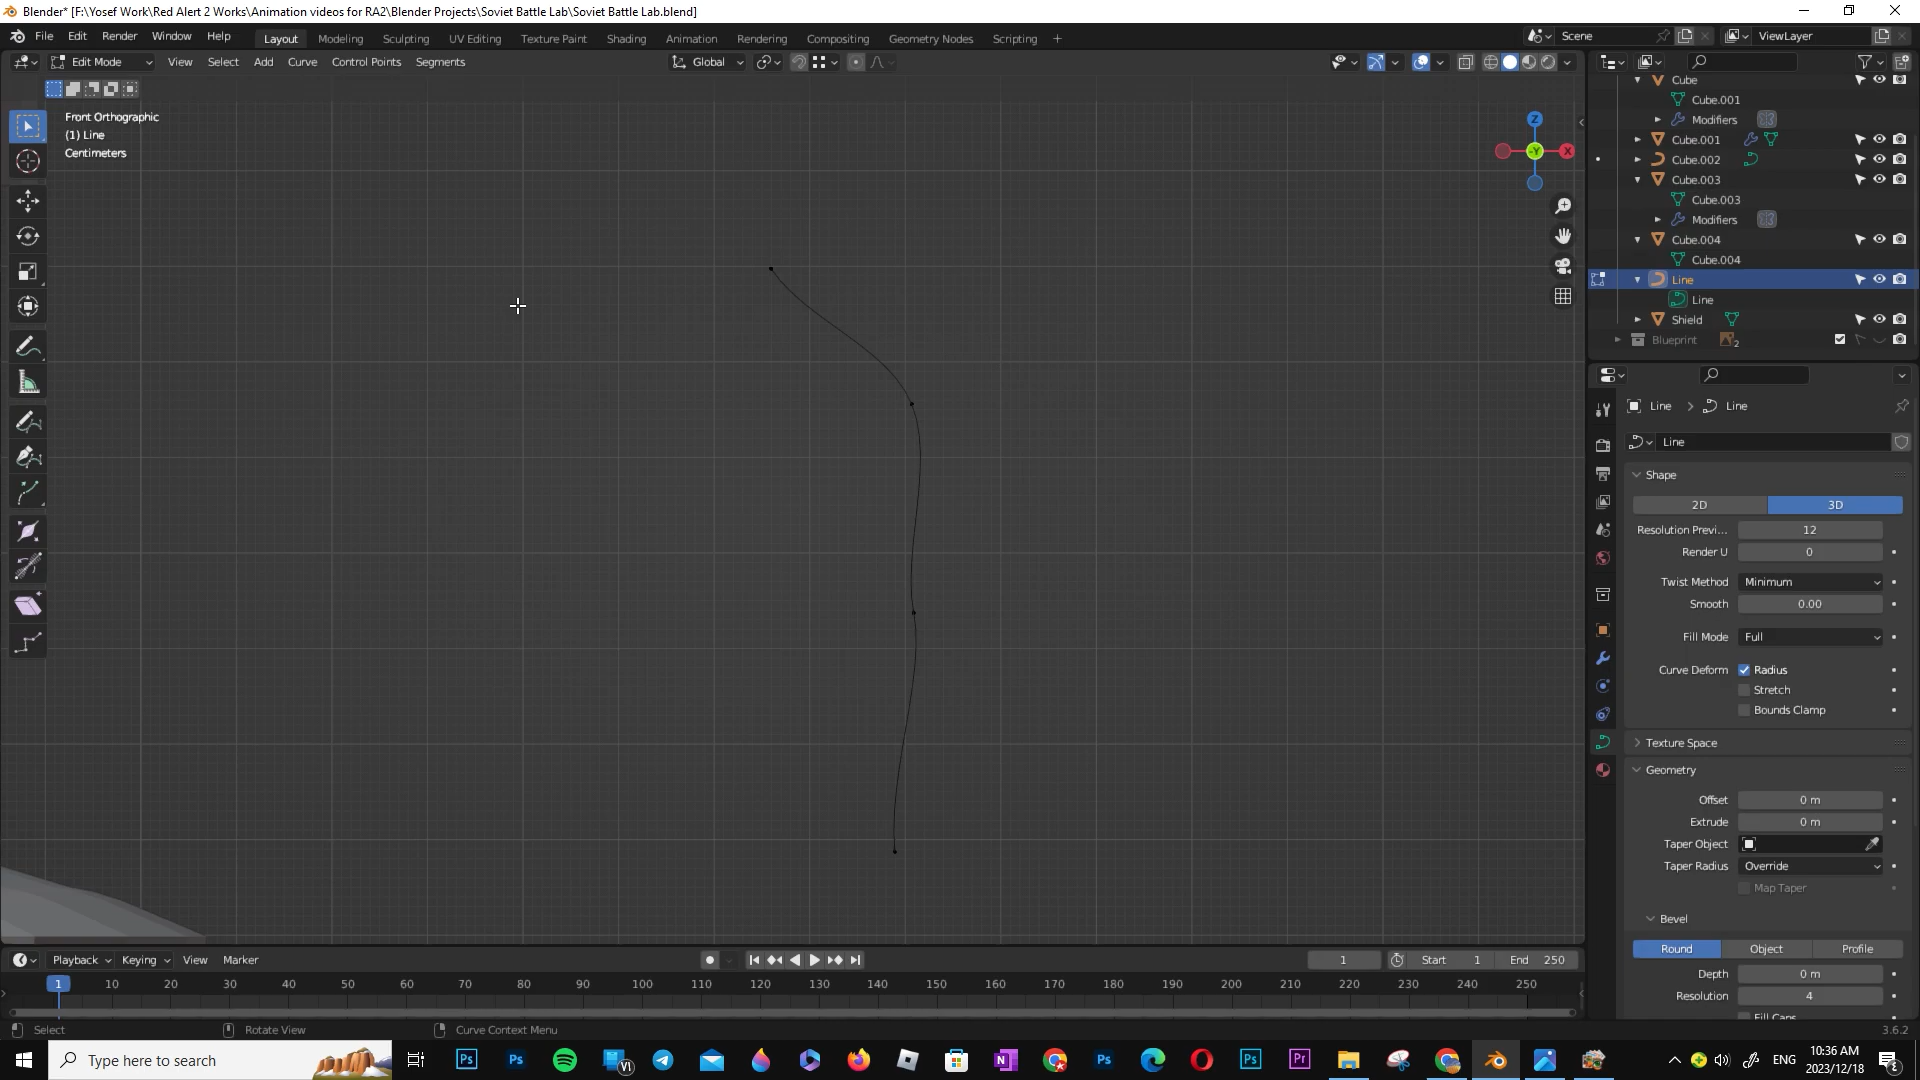 Blender* [F:\Yosef Work\Red Alert 2 Works\Animation videos for RA2\Blender Projects\Soviet Battle Lab\Soviet Battle Lab.blend]
File Edit Render Window Help Layout Modeling Sculpting UV Editing Texture Paint Shading Animation Rendering Compositing Geometry Nodes Scripting + Scene ViewLayer
Edit Mode View Select Add Curve Control Points Segments Global
Front Orthographic
(1) Line
Centimeters
Z
-Y
X
Cube
Cube.001
Modifiers
Cube.001
Cube.002
Cube.003
Cube.003
Modifiers
Cube.004
Cube.004
Line
Line
Shield
Blueprint 2
Line > Line
Line
Shape
2D 3D
Resolution Previ... 12
Render U 0
Twist Method Minimum
Smooth 0.00
Fill Mode Full
Curve Deform Radius
Stretch
Bounds Clamp
Texture Space
Geometry
Offset 0 m
Extrude 0 m
Taper Object
Taper Radius Override
Map Taper
Bevel
Round Object Profile
Depth 0 m
Resolution 4
Fill Caps
Playback Keying View Marker 1 Start 1 End 250
1 10 20 30 40 50 60 70 80 90 100 110 120 130 140 150 160 170 180 190 200 210 220 230 240 250
Select Rotate View Curve Context Menu 3.6.2
Type here to search
Ps Ps VI N Ps Ps Pr
ENG
10:36 AM
2023/12/18